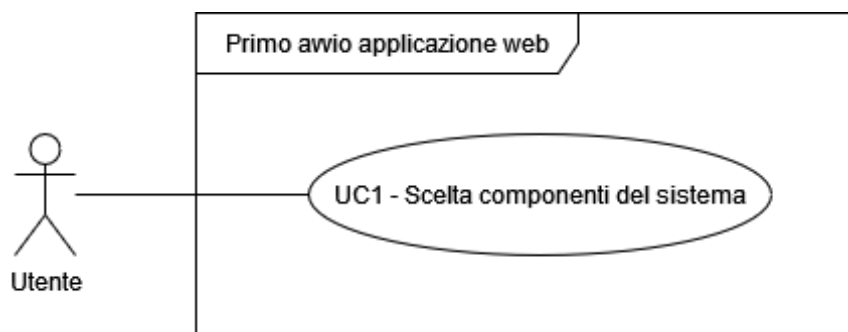 Primo avvio applicazione web
UC1 - Scelta componenti del sistema
Utente